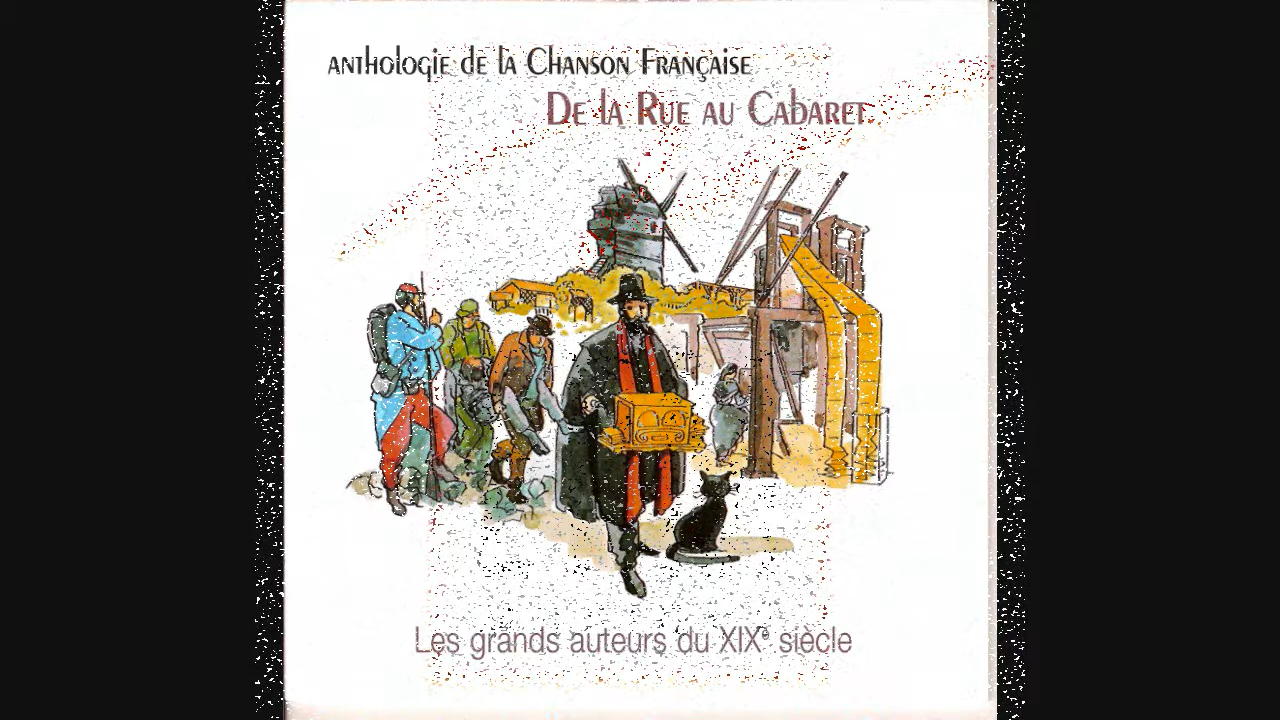 anthologie de la Chanson Française
De la Rue au Cabaret
Les grands auteurs du XIXe siècle